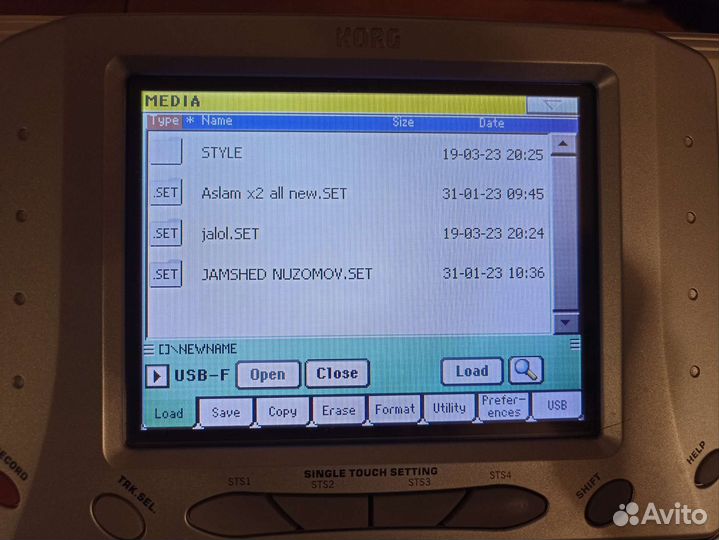 KORG
MEDIA
Type * Name Size Date
STYLE 19-03-23 20:25
.SET Aslam x2 all new.SET 31-01-23 09:45
.SET jalol.SET 19-03-23 20:24
.SET JAMSHED NUZOMOV.SET 31-01-23 10:36
[]\NEWNAME
USB-F Open Close Load
Load Save Copy Erase Format Utility Prefer-ences USB
RECORD
TRK.SEL.
SINGLE TOUCH SETTING
STS1 STS2 STS3 STS4
SHIFT
HELP
Avito